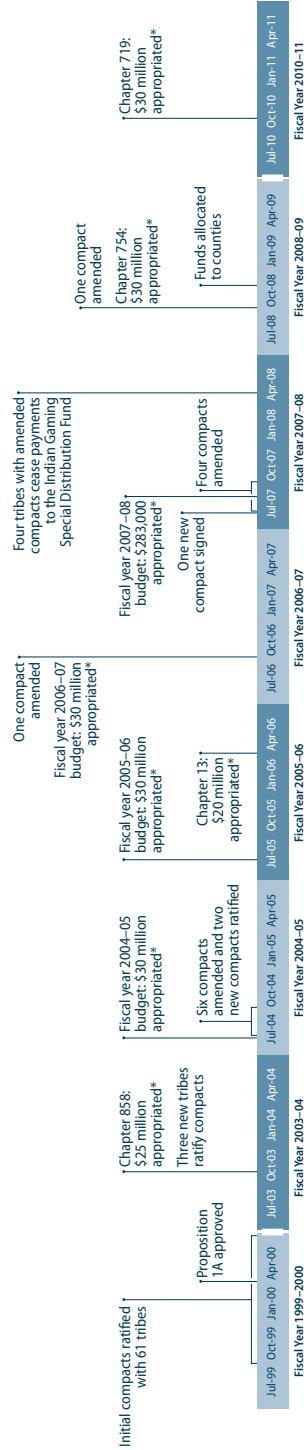 Initial compacts ratified
with 61 tribes
Proposition
1A approved
Jul-99 Oct-99 Jan-00 Apr-00
Fiscal Year 1999–2000
Chapter 858:
$25 million
appropriated*
Three new tribes
ratify compacts
Jul-03 Oct-03 Jan-04 Apr-04
Fiscal Year 2003–04
Fiscal year 2004–05
budget: $30 million
appropriated*
Six compacts
amended and two
new compacts ratified
Jul-04 Oct-04 Jan-05 Apr-05
Fiscal Year 2004–05
Fiscal year 2005–06
budget: $30 million
appropriated*
Chapter 13:
$20 million
appropriated*
Jul-05 Oct-05 Jan-06 Apr-06
Fiscal Year 2005–06
One compact
amended
Fiscal year 2006–07
budget: $30 million
appropriated*
Jul-06 Oct-06 Jan-07 Apr-07
Fiscal Year 2006–07
Four tribes with amended
compacts cease payments
to the Indian Gaming
Special Distribution Fund
Fiscal year 2007–08
budget: $283,000
appropriated*
One new
compact signed
Four compacts
amended
Jul-07 Oct-07 Jan-08 Apr-08
Fiscal Year 2007–08
One compact
amended
Chapter 754:
$30 million
appropriated*
Funds allocated
to counties
Jul-08 Oct-08 Jan-09 Apr-09
Fiscal Year 2008–09
Chapter 719:
$30 million
appropriated*
Jul-10 Oct-10 Jan-11 Apr-11
Fiscal Year 2010–11